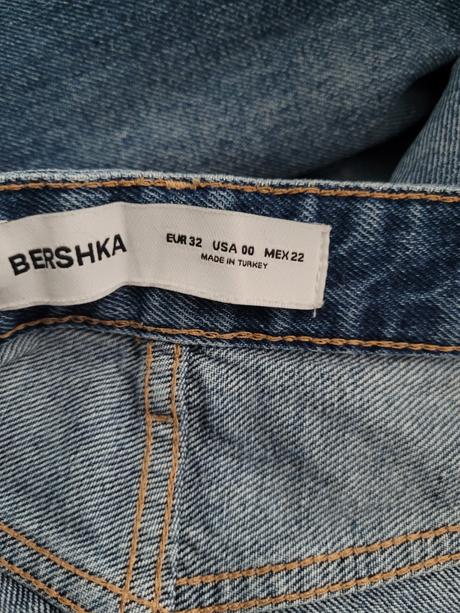 BERSHKA
EUR 32 USA 00 MEX 22
MADE IN TURKEY